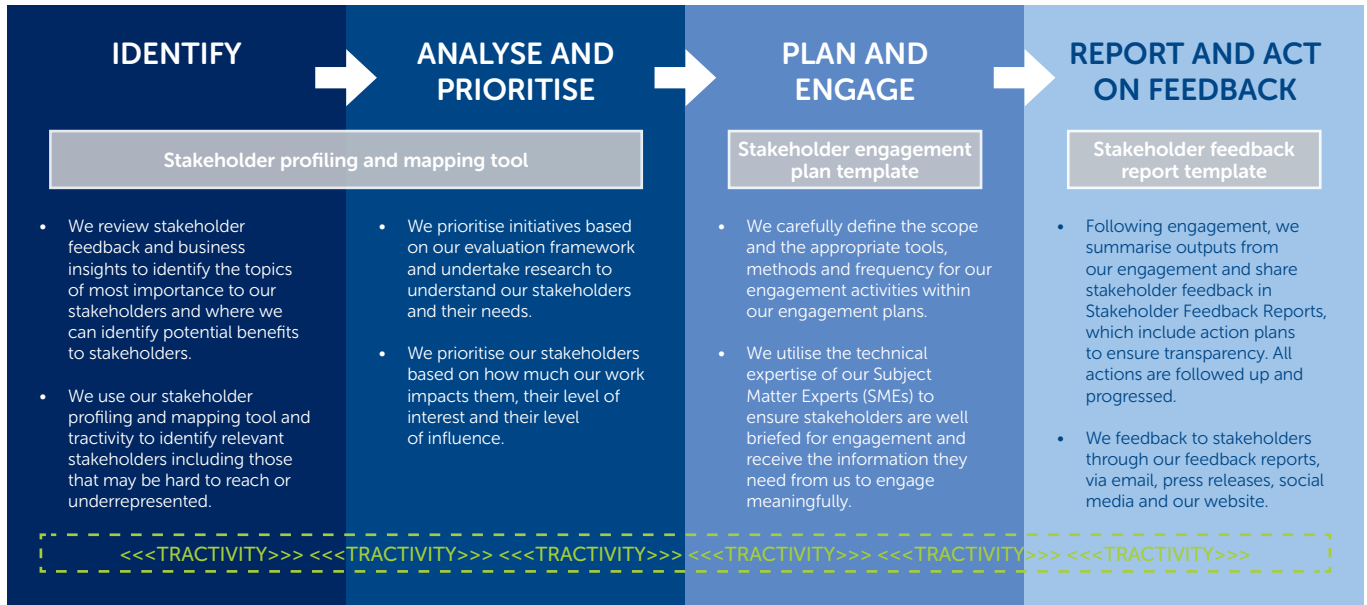 IDENTIFY
ANALYSE AND
PRIORITISE
PLAN AND
ENGAGE
REPORT AND ACT
ON FEEDBACK
Stakeholder profiling and mapping tool
Stakeholder engagement
plan template
Stakeholder feedback
report template
• We review stakeholder
feedback and business
insights to identify the topics
of most importance to our
stakeholders and where we
can identify potential benefits
to stakeholders.
• We use our stakeholder
profiling and mapping tool and
tractivity to identify relevant
stakeholders including those
that may be hard to reach or
underrepresented.
• We prioritise initiatives based
on our evaluation framework
and undertake research to
understand our stakeholders
and their needs.
• We prioritise our stakeholders
based on how much our work
impacts them, their level of
interest and their level
of influence.
• We carefully define the scope
and the appropriate tools,
methods and frequency for our
engagement activities within
our engagement plans.
• We utilise the technical
expertise of our Subject
Matter Experts (SMEs) to
ensure stakeholders are well
briefed for engagement and
receive the information they
need from us to engage
meaningfully.
• Following engagement, we
summarise outputs from
our engagement and share
stakeholder feedback in
Stakeholder Feedback Reports,
which include action plans
to ensure transparency. All
actions are followed up and
progressed.
• We feedback to stakeholders
through our feedback reports,
via email, press releases, social
media and our website.
<<<TRACTIVITY>>> <<<TRACTIVITY>>> <<<TRACTIVITY>>> <<<TRACTIVITY>>> <<<TRACTIVITY>>> <<<TRACTIVITY>>>